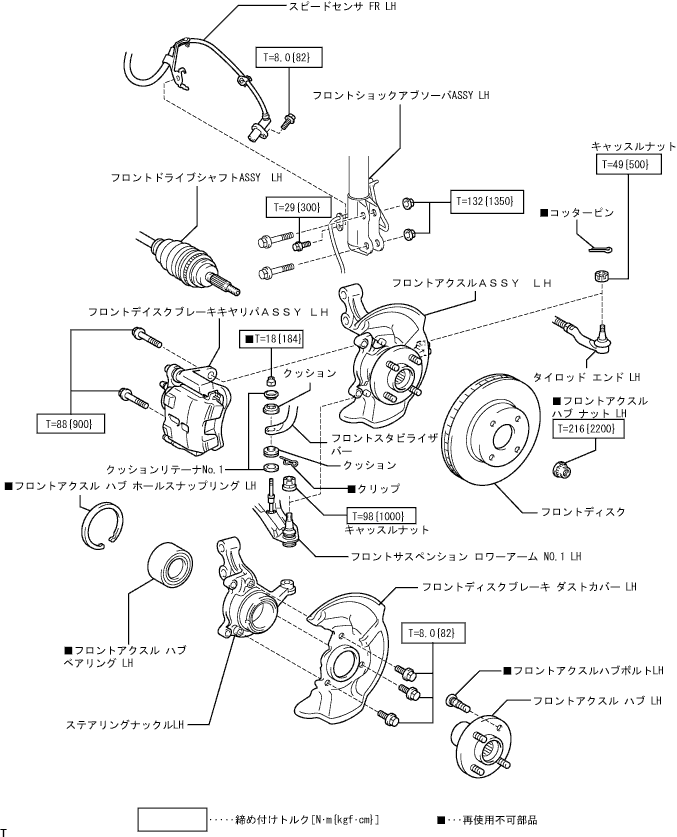 スピードセンサ FR LH
T=8.0{82}
フロントショックアブソーバASSY LH
キャッスルナット
T=49{500}
フロントドライブシャフトASSY LH
T=29{300}
T=132{1350}
■コッターピン
フロントアクスルASSY LH
フロントディスクブレーキキャリパASSY LH
■T=18{184}
クッション
タイロッド エンド LH
■フロントアクスル
ハブ ナット LH
T=216{2200}
T=88{900}
フロントスタビライザ
バー
クッションリテーナNo.1
クッション
■フロントアクスル ハブ ホールスナップリング LH
■クリップ
T=98{1000}
キャッスルナット
フロントディスク
フロントサスペンション ロワーアーム NO.1 LH
フロントディスクブレーキ ダストカバー LH
T=8.0{82}
■フロントアクスル ハブ
ベアリング LH
■フロントアクスルハブボルトLH
フロントアクスル ハブ LH
ステアリングナックルLH
·····締め付けトルク[N·m{kgf·cm}]
■···再使用不可部品
T